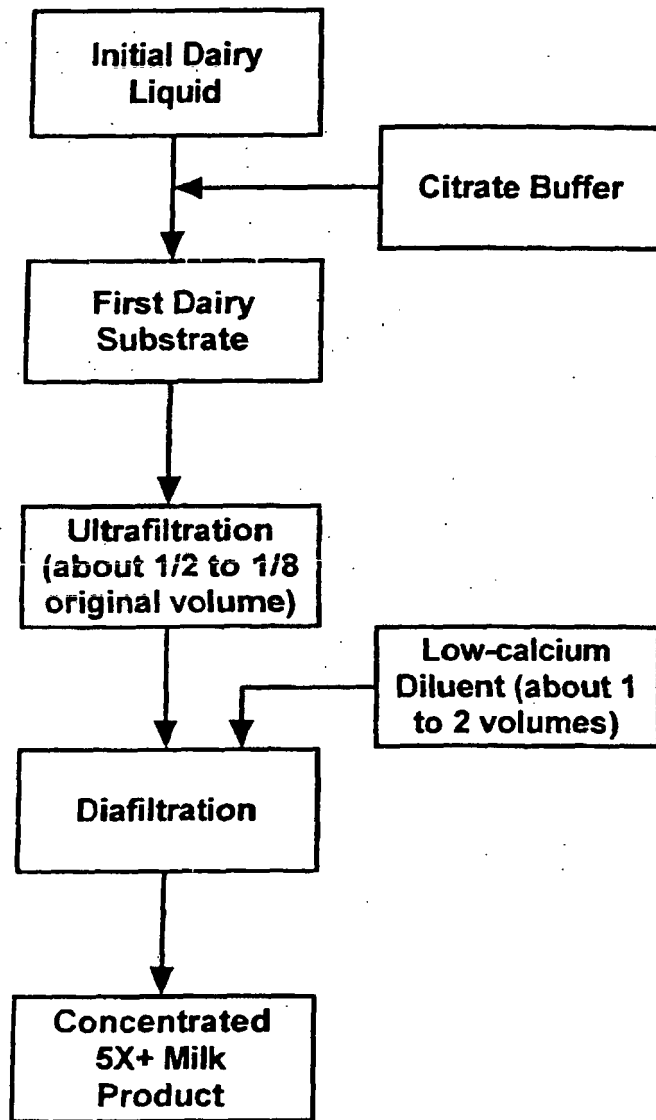 Initial Dairy
Liquid
Citrate Buffer
First Dairy
Substrate
Ultrafiltration
(about 1/2 to 1/8
original volume)
Low-calcium
Diluent (about 1
to 2 volumes)
Diafiltration
Concentrated
5X+ Milk
Product